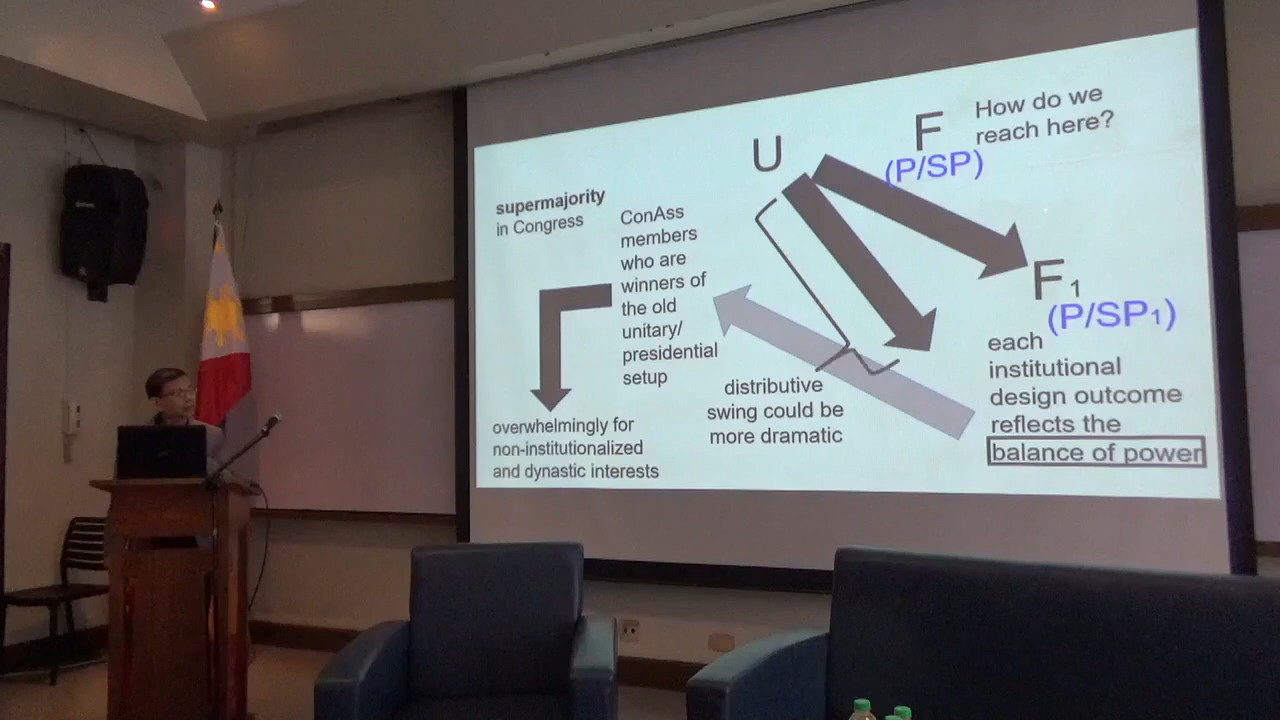 U
F
(P/SP)
How do we
reach here?
supermajority
in Congress
ConAss
members
who are
winners of
the old
unitary/
presidential
setup
F1
(P/SP1)
each
institutional
design outcome
reflects the
balance of power
distributive
swing could be
more dramatic
overwhelmingly for
non-institutionalized
and dynastic interests